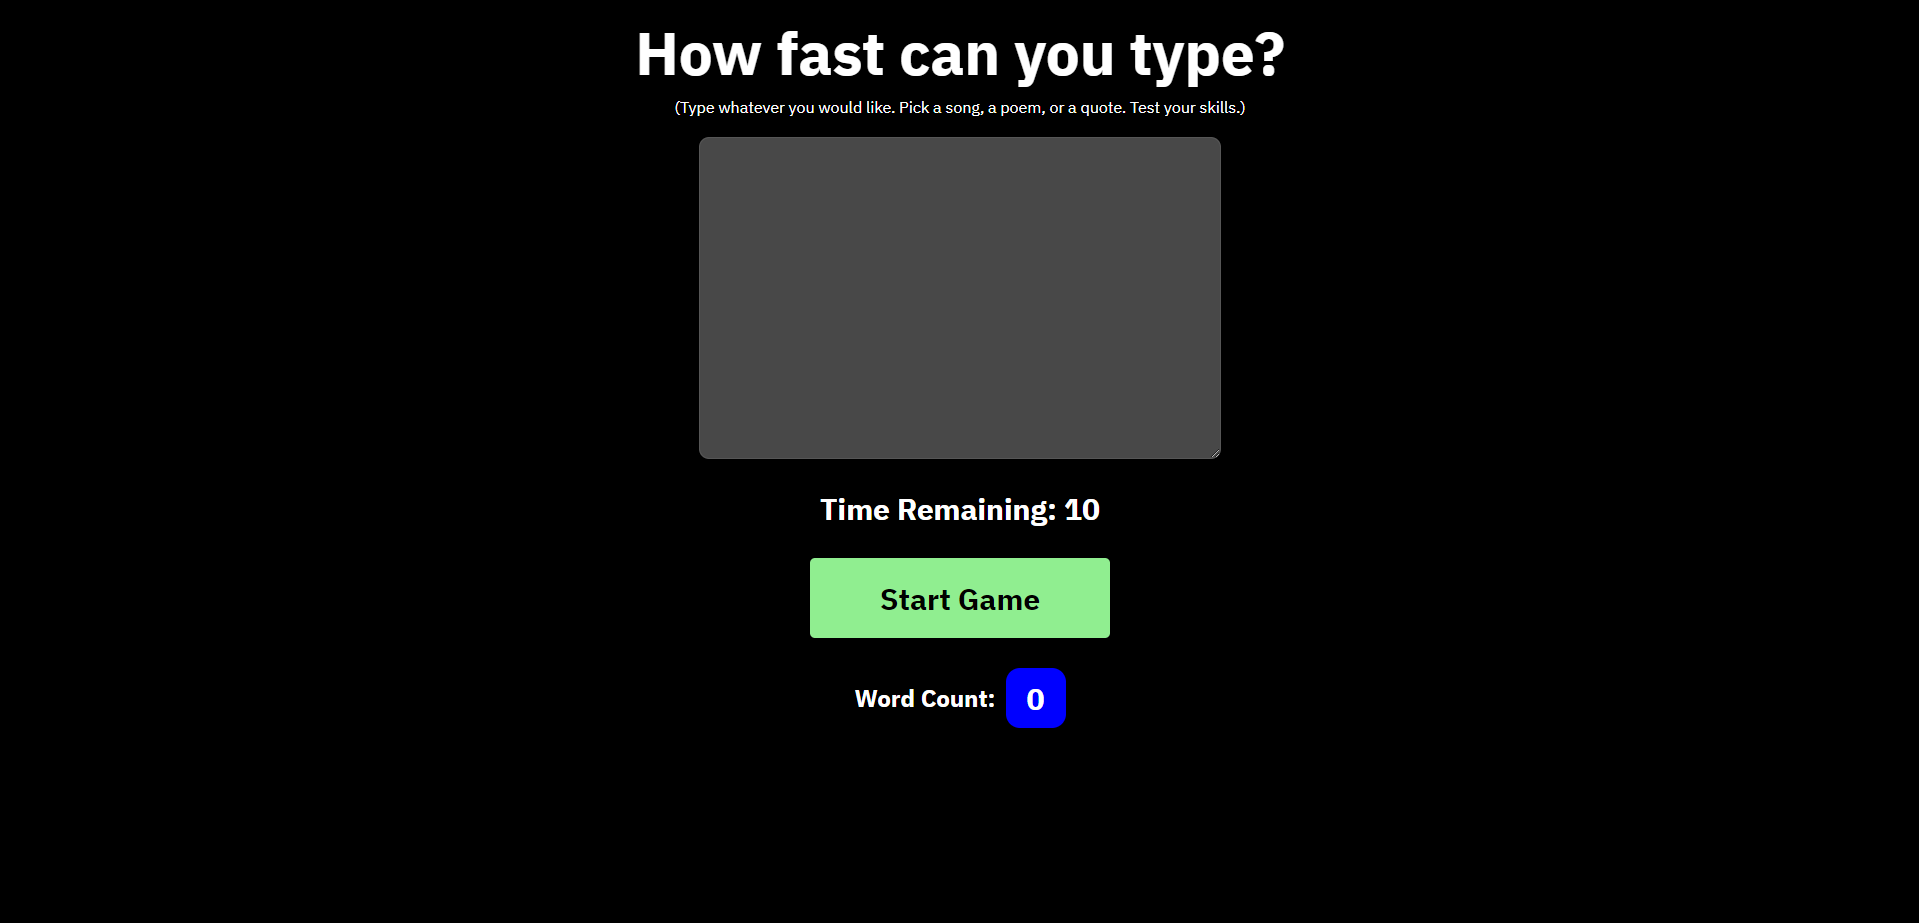 How fast can you type?
(Type whatever you would like. Pick a song, a poem, or a quote. Test your skills.)
Time Remaining: 10
Start Game
Word Count: 0